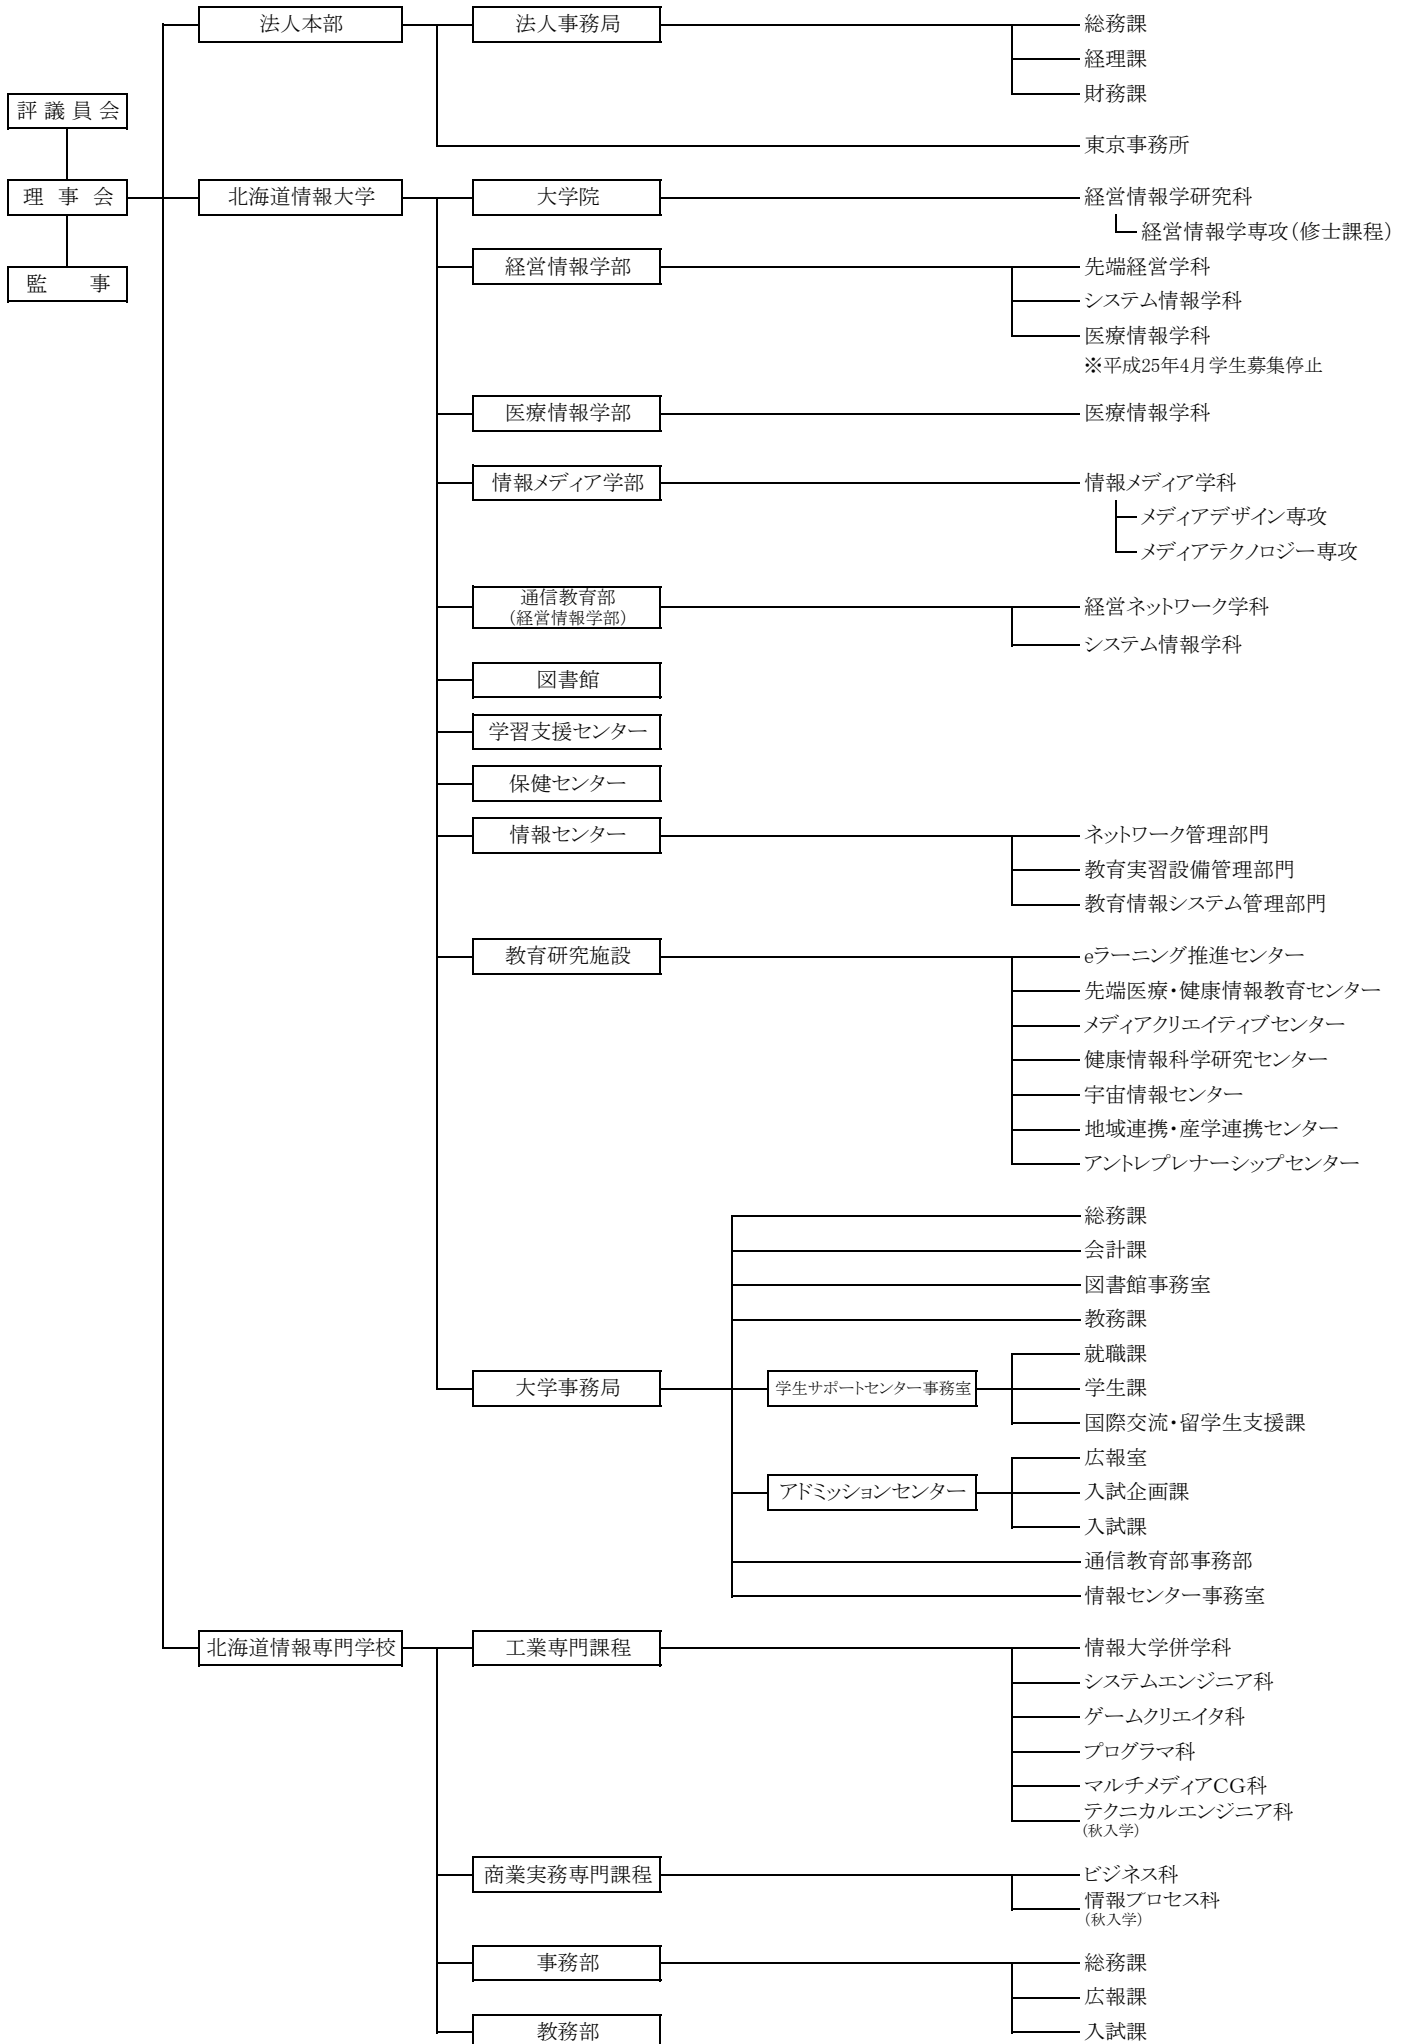 法人本部
法人事務局
総務課
経理課
財務課
評議員会
東京事務所
理事会
北海道情報大学
大学院
経営情報学研究科
経営情報学専攻(修士課程)
監事
経営情報学部
先端経営学科
システム情報学科
医療情報学科
※平成25年4月学生募集停止
医療情報学部
医療情報学科
情報メディア学部
情報メディア学科
メディアデザイン専攻
メディアテクノロジー専攻
通信教育部
(経営情報学部)
経営ネットワーク学科
システム情報学科
図書館
学習支援センター
保健センター
情報センター
ネットワーク管理部門
教育実習設備管理部門
教育情報システム管理部門
教育研究施設
eラーニング推進センター
先端医療・健康情報教育センター
メディアクリエイティブセンター
健康情報科学研究センター
宇宙情報センター
地域連携・産学連携センター
アントレプレナーシップセンター
総務課
会計課
図書館事務室
教務課
大学事務局
学生サポートセンター事務室
就職課
学生課
国際交流・留学生支援課
アドミッションセンター
広報室
入試企画課
入試課
通信教育部事務部
情報センター事務室
北海道情報専門学校
工業専門課程
情報大学併学科
システムエンジニア科
ゲームクリエイタ科
プログラマ科
マルチメディアCG科
テクニカルエンジニア科
(秋入学)
商業実務専門課程
ビジネス科
情報プロセス科
(秋入学)
事務部
総務課
広報課
教務部
入試課